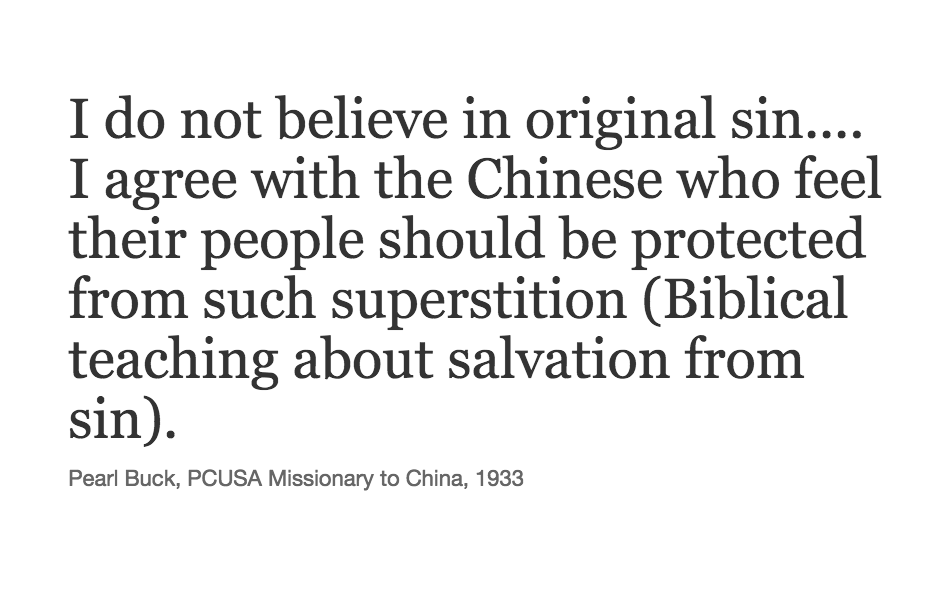 I do not believe in original sin....
I agree with the Chinese who feel
their people should be protected
from such superstition (Biblical
teaching about salvation from
sin).
Pearl Buck, PCUSA Missionary to China, 1933